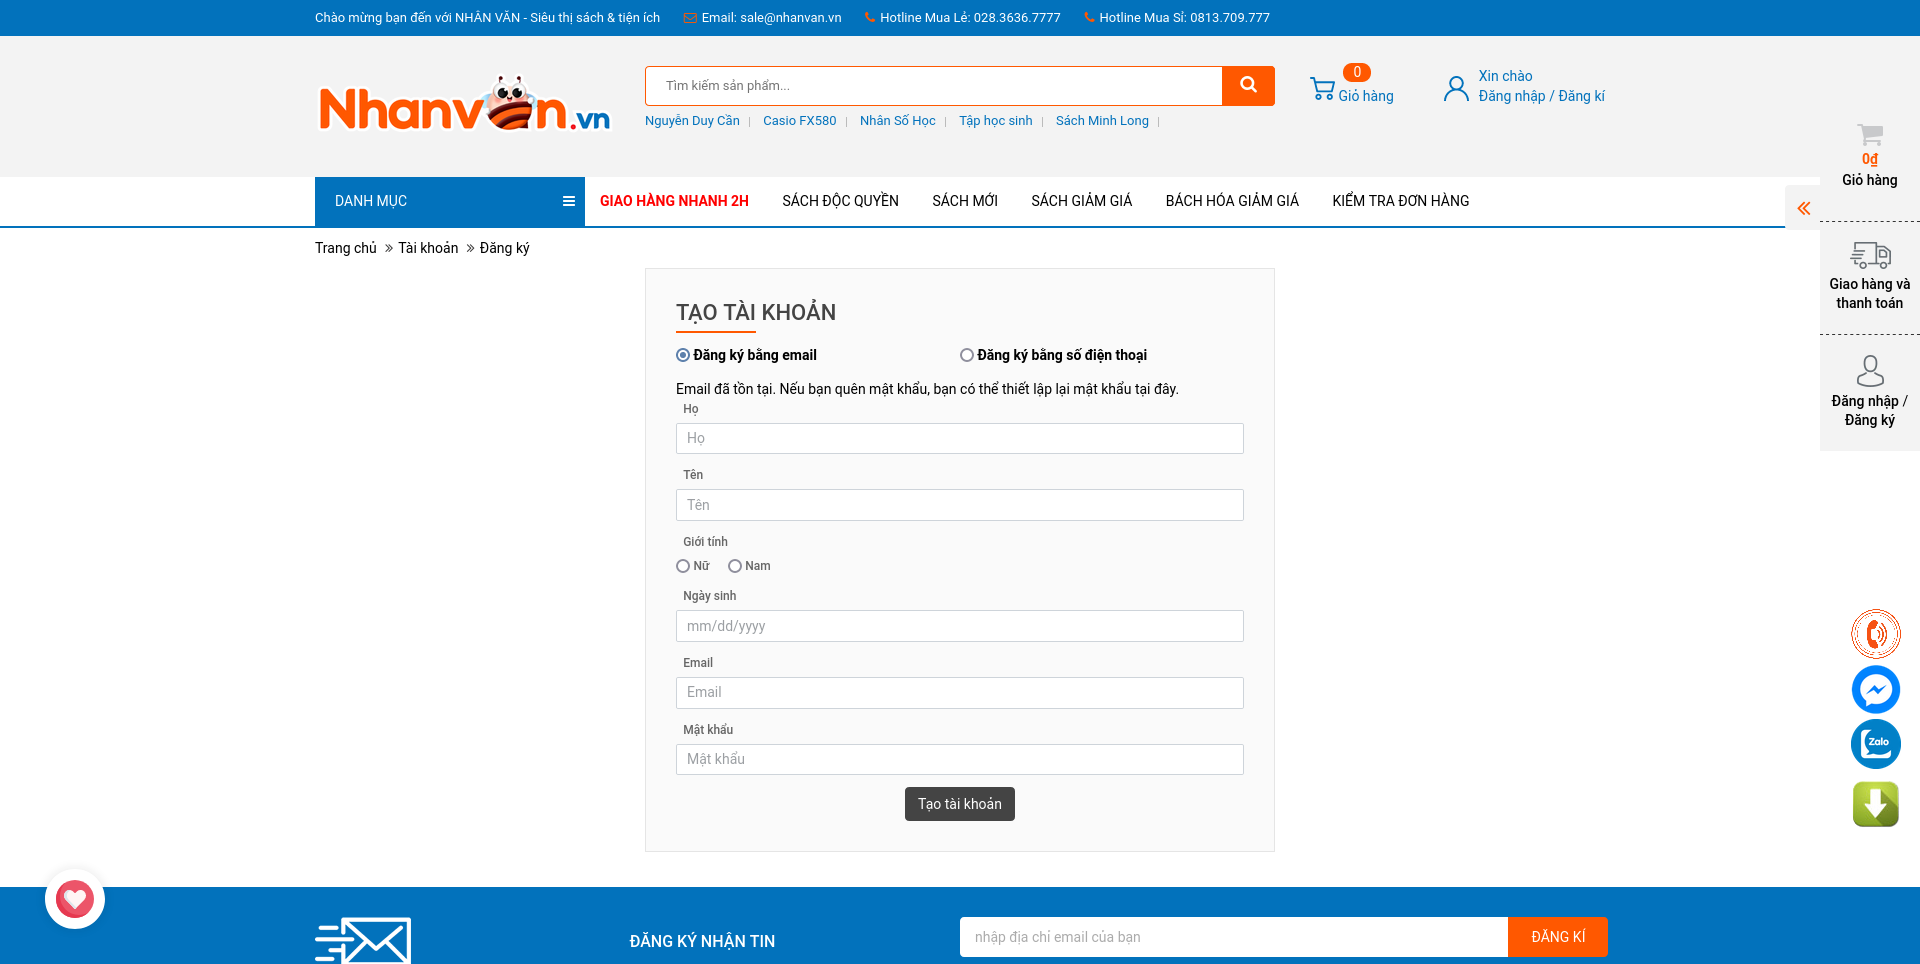 Chào mừng bạn đến với NHÂN VĂN - Siêu thị sách & tiện ích Email: sale@nhanvan.vn Hotline Mua Lẻ: 028.3636.7777 Hotline Mua Sỉ: 0813.709.777
Nhanvăn.vn
Tìm kiếm sản phẩm...
0
Giỏ hàng
Xin chào
Đăng nhập / Đăng kí
Nguyễn Duy Cần | Casio FX580 | Nhân Số Học | Tập học sinh | Sách Minh Long |
0₫
Giỏ hàng
DANH MỤC GIAO HÀNG NHANH 2H SÁCH ĐỘC QUYỀN SÁCH MỚI SÁCH GIẢM GIÁ BÁCH HÓA GIẢM GIÁ KIỂM TRA ĐƠN HÀNG
Trang chủ » Tài khoản » Đăng ký
Giao hàng và
thanh toán
Đăng nhập /
Đăng ký
TẠO TÀI KHOẢN
Đăng ký bằng email Đăng ký bằng số điện thoại
Email đã tồn tại. Nếu bạn quên mật khẩu, bạn có thể thiết lập lại mật khẩu tại đây.
Họ
Họ
Tên
Tên
Giới tính
Nữ Nam
Ngày sinh
mm/dd/yyyy
Email
Email
Mật khẩu
Mật khẩu
Tạo tài khoản
Zalo
ĐĂNG KÝ NHẬN TIN
nhập địa chỉ email của bạn
ĐĂNG KÍ